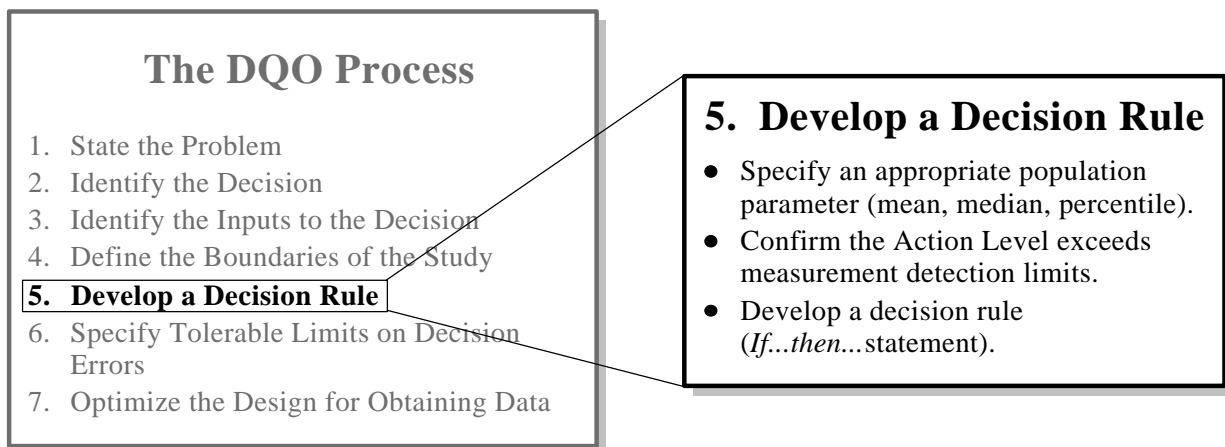 The DQO Process
1. State the Problem
2. Identify the Decision
3. Identify the Inputs to the Decision
4. Define the Boundaries of the Study
5. Develop a Decision Rule
6. Specify Tolerable Limits on Decision
Errors
7. Optimize the Design for Obtaining Data
5. Develop a Decision Rule
● Specify an appropriate population
parameter (mean, median, percentile).
● Confirm the Action Level exceeds
measurement detection limits.
● Develop a decision rule
(If...then...statement).